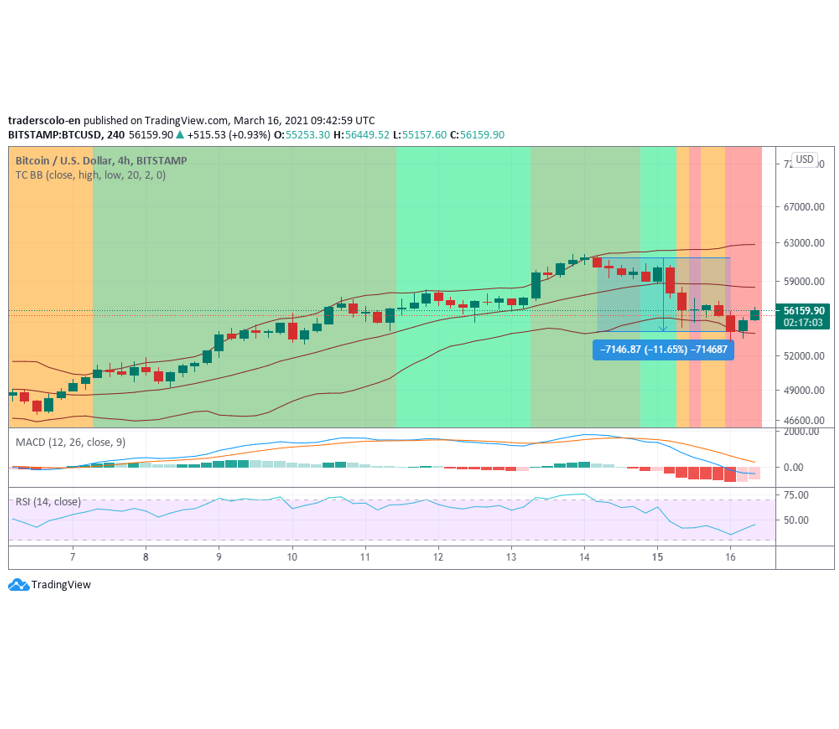 traderscolo-en published on TradingView.com, March 16, 2021 09:42:59 UTC
BITSTAMP:BTCUSD, 240 56159.90 ▲ +515.53 (+0.93%) O:55253.30 H:56449.52 L:55157.60 C:56159.90
Bitcoin / U.S. Dollar, 4h, BITSTAMP
TC BB (close, high, low, 20, 2, 0)
USD
67000.00
63000.00
59000.00
56159.90
02:17:03
−7146.87 (−11.65%) −714687
52000.00
49000.00
46600.00
MACD (12, 26, close, 9)
2000.00
0.00
RSI (14, close)
75.00
50.00
7 8 9 10 11 12 13 14 15 16
TradingView